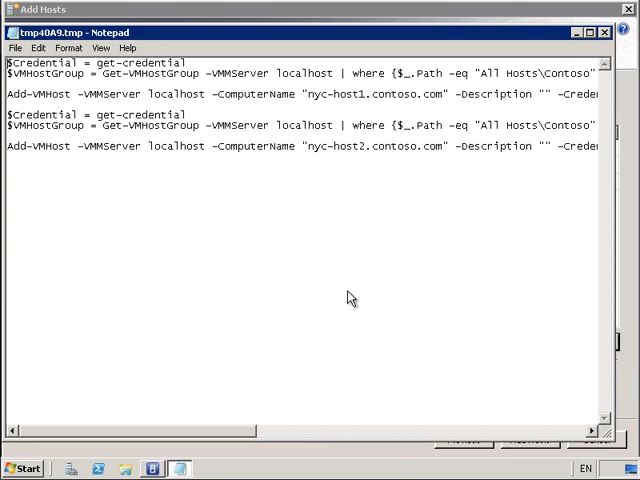 Add Hosts
tmp40A9.tmp - Notepad
File Edit Format View Help
$Credential = get-credential
$VMHostGroup = Get-VMHostGroup -VMMServer localhost | where {$_.Path -eq "All Hosts\Contoso"
Add-VMHost -VMMServer localhost -ComputerName "nyc-host1.contoso.com" -Description "" -Creden
$Credential = get-credential
$VMHostGroup = Get-VMHostGroup -VMMServer localhost | where {$_.Path -eq "All Hosts\Contoso"
Add-VMHost -VMMServer localhost -ComputerName "nyc-host2.contoso.com" -Description "" -Creden
Start
EN